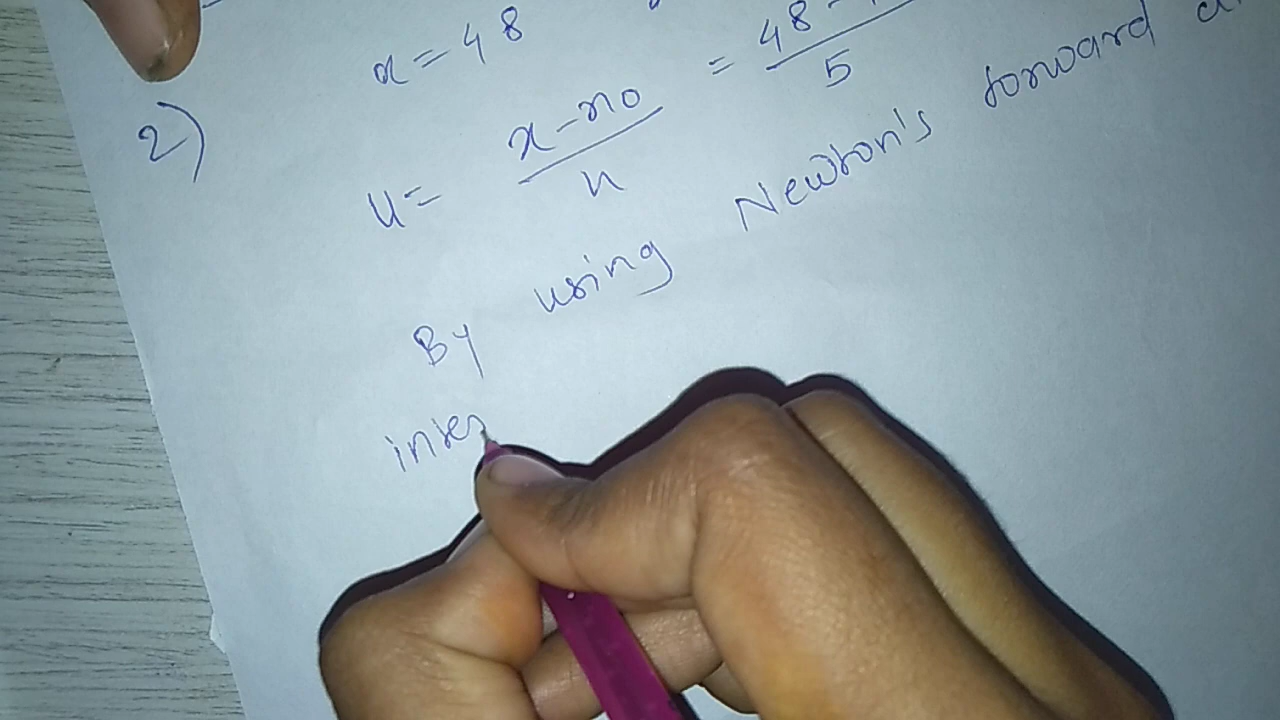 x = 48
2) u = x - x0 / h = 48 - / 5
By using Newton's forward
inter